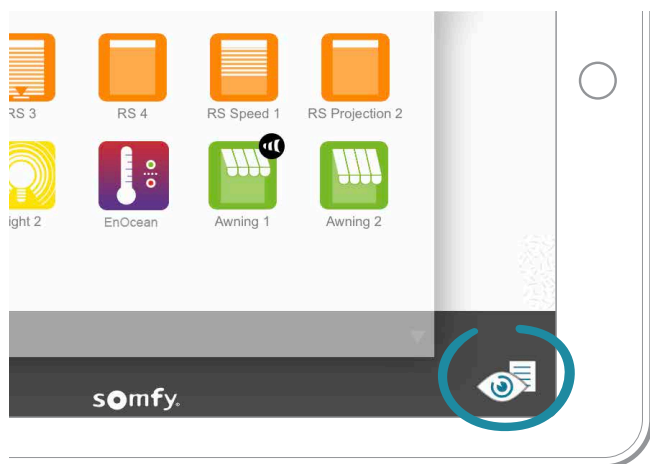 RS 3 RS 4 RS Speed 1 RS Projection 2
ight 2 EnOcean Awning 1 Awning 2
somfy.